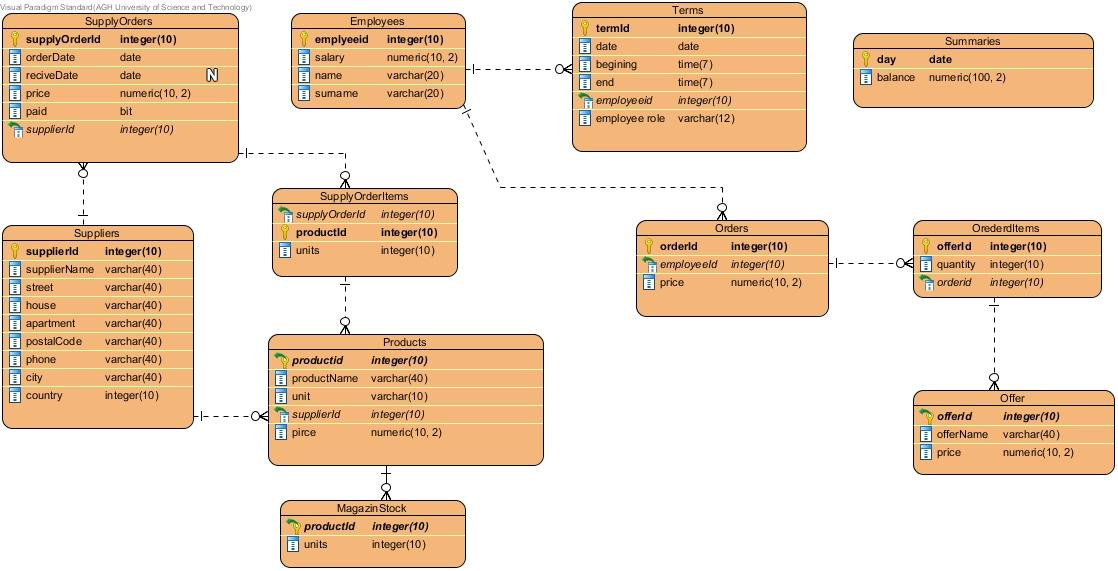 Visual Paradigm Standard(AGH University of Science and Technology)
SupplyOrders
supplyOrderId integer(10)
orderDate date
reciveDate date N
price numeric(10, 2)
paid bit
supplierId integer(10)
Employees
emplyeeid integer(10)
salary numeric(10, 2)
name varchar(20)
surname varchar(20)
Terms
termId integer(10)
date date
begining time(7)
end time(7)
employeeid integer(10)
employee role varchar(12)
Summaries
day date
balance numeric(100, 2)
SupplyOrderItems
supplyOrderId integer(10)
productId integer(10)
units integer(10)
Suppliers
supplierId integer(10)
supplierName varchar(40)
street varchar(40)
house varchar(40)
apartment varchar(40)
postalCode varchar(40)
phone varchar(40)
city varchar(40)
country integer(10)
Orders
orderId integer(10)
employeeId integer(10)
price numeric(10, 2)
OrederdItems
offerId integer(10)
quantity integer(10)
orderid integer(10)
Products
productid integer(10)
productName varchar(40)
unit varchar(10)
supplierId integer(10)
pirce numeric(10, 2)
Offer
offerId integer(10)
offerName varchar(40)
price numeric(10, 2)
MagazinStock
productId integer(10)
units integer(10)